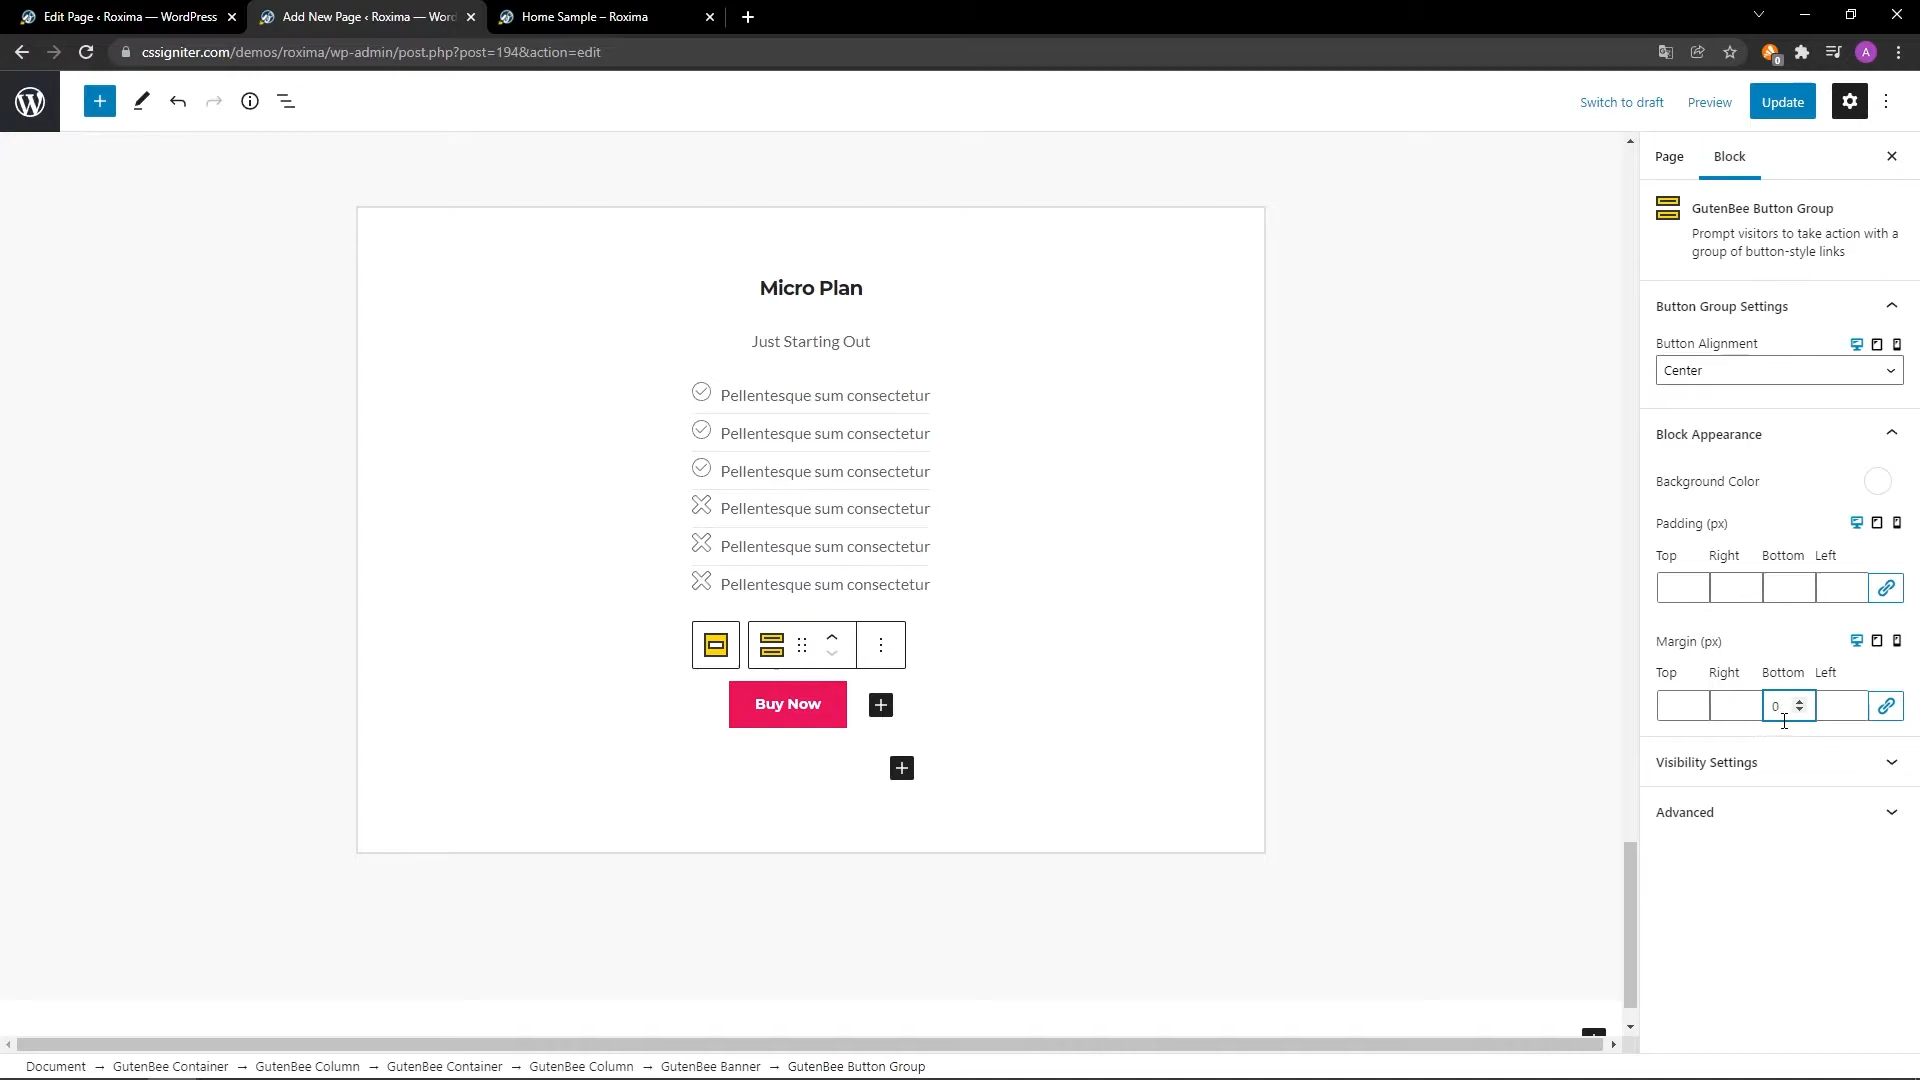 Edit Page ‹ Roxima — WordPress
Add New Page ‹ Roxima — Word
Home Sample – Roxima
cssigniter.com/demos/roxima/wp-admin/post.php?post=194&action=edit
0
A
Switch to draft
Preview
Update
Page
Block
GutenBee Button Group
Prompt visitors to take action with a
group of button-style links
Button Group Settings
Button Alignment
Center
Block Appearance
Background Color
Padding (px)
Top Right Bottom Left
Margin (px)
Top Right Bottom Left
0
Visibility Settings
Advanced
Micro Plan
Just Starting Out
Pellentesque sum consectetur
Pellentesque sum consectetur
Pellentesque sum consectetur
Pellentesque sum consectetur
Pellentesque sum consectetur
Pellentesque sum consectetur
Buy Now
Document → GutenBee Container → GutenBee Column → GutenBee Container → GutenBee Column → GutenBee Banner → GutenBee Button Group